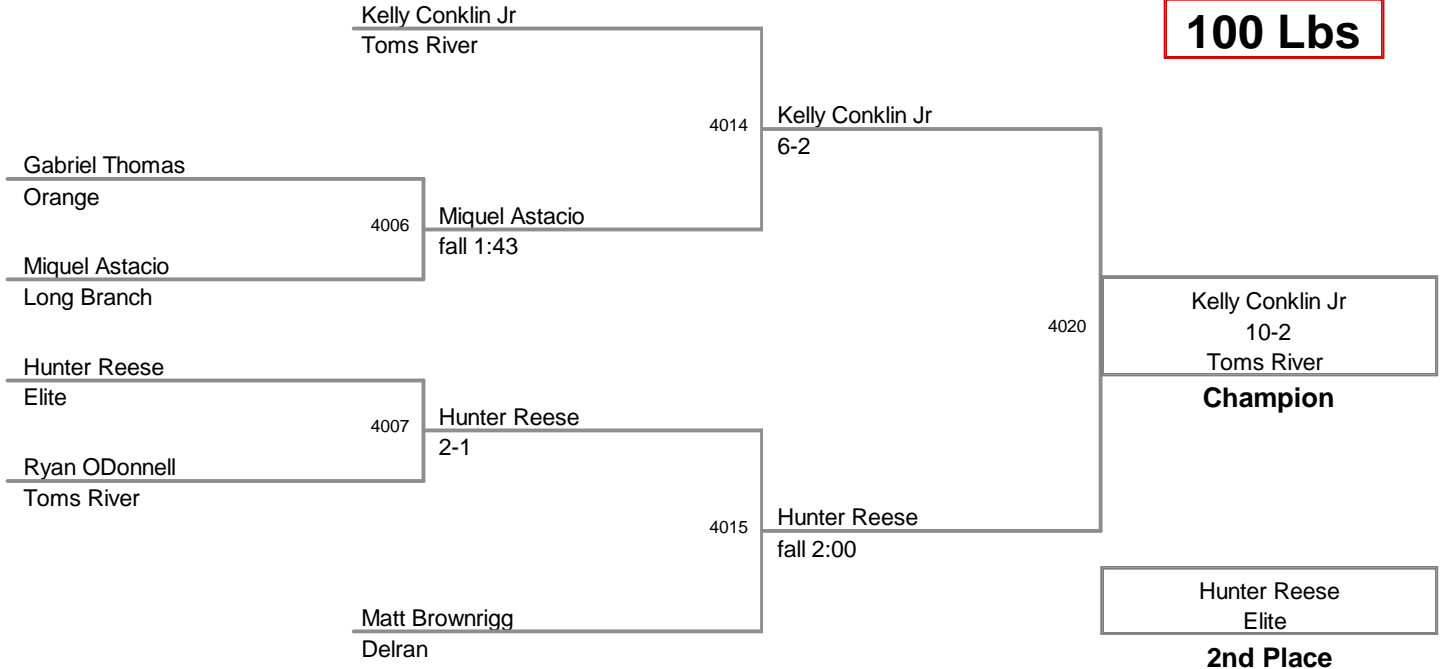 Kelly Conklin Jr
Toms River
100 Lbs
4014
Kelly Conklin Jr
6-2
Gabriel Thomas
Orange
4006
Miquel Astacio
fall 1:43
Miquel Astacio
Long Branch
4020
Kelly Conklin Jr
10-2
Toms River
Champion
Hunter Reese
Elite
4007
Hunter Reese
2-1
Ryan ODonnell
Toms River
4015
Hunter Reese
fall 2:00
Matt Brownrigg
Delran
Hunter Reese
Elite
2nd Place